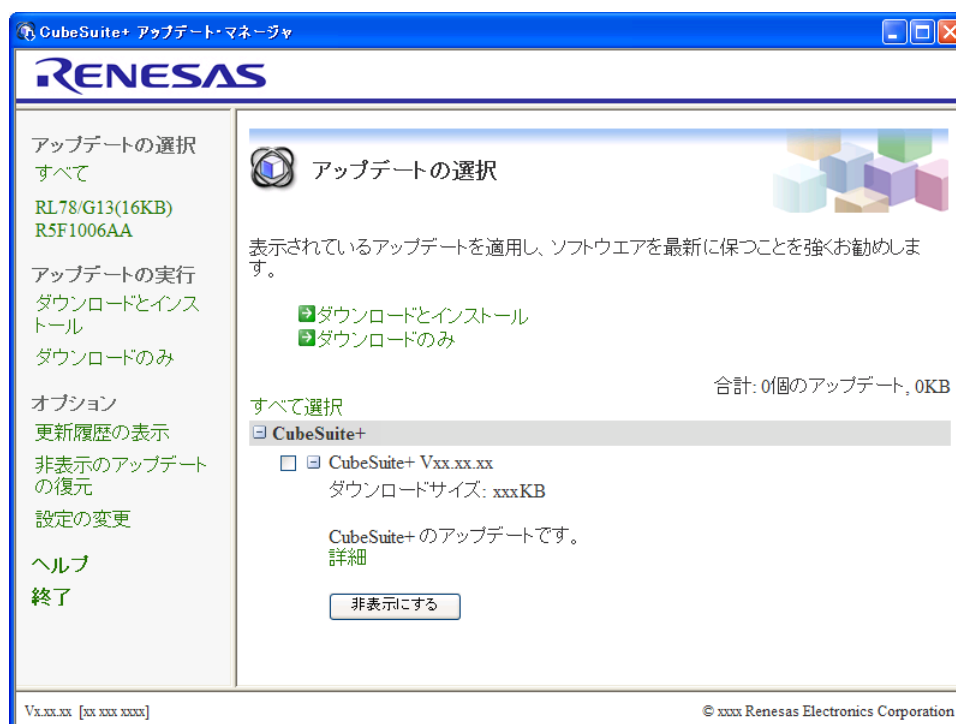 CubeSuite+ アップデート・マネージャ
RENESAS
アップデートの選択
すべて
RL78/G13(16KB)
R5F1006AA
アップデートの実行
ダウンロードとインス
トール
ダウンロードのみ
オプション
更新履歴の表示
非表示のアップデート
の復元
設定の変更
ヘルプ
終了
アップデートの選択
表示されているアップデートを適用し、ソフトウエアを最新に保つことを強くお勧めしま
す。
ダウンロードとインストール
ダウンロードのみ
合計: 0個のアップデート, 0KB
すべて選択
CubeSuite+
CubeSuite+ Vxx.xx.xx
ダウンロードサイズ: xxxKB
CubeSuite+ のアップデートです。
詳細
非表示にする
Vx.xx.xx [xx xxx xxxx]
© xxxx Renesas Electronics Corporation